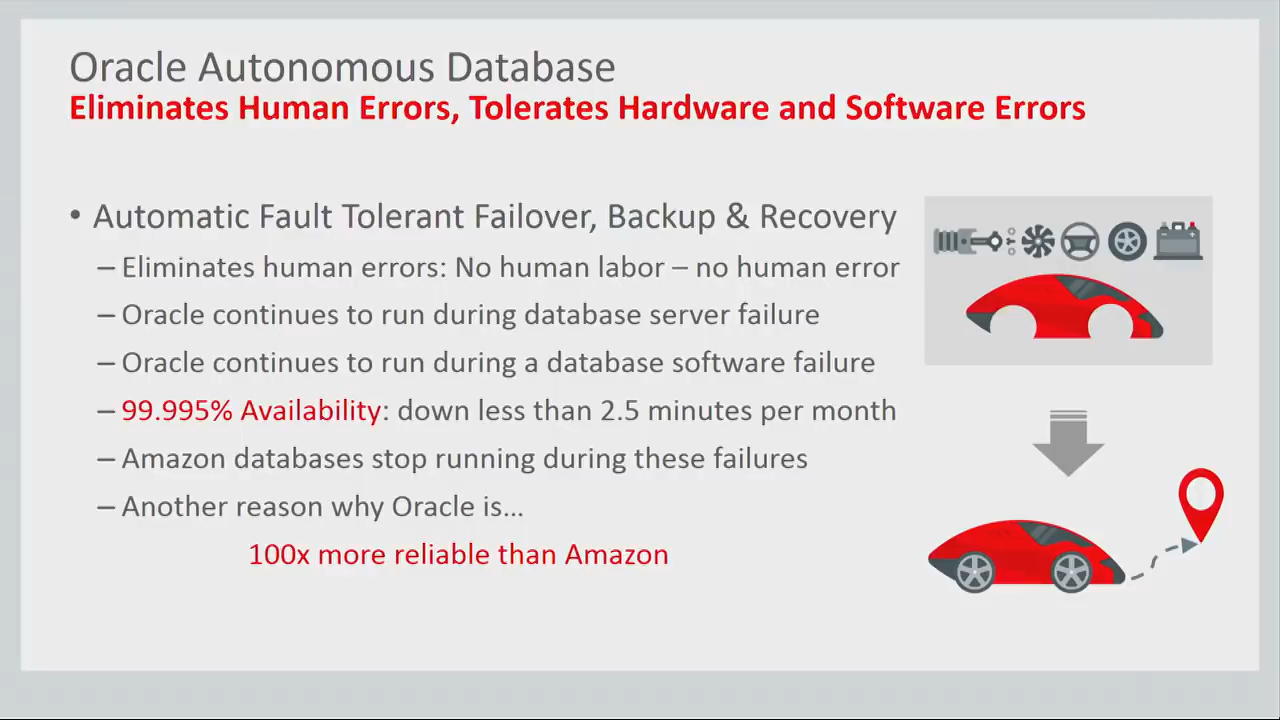 Oracle Autonomous Database
Eliminates Human Errors, Tolerates Hardware and Software Errors
• Automatic Fault Tolerant Failover, Backup & Recovery
– Eliminates human errors: No human labor – no human error
– Oracle continues to run during database server failure
– Oracle continues to run during a database software failure
– 99.995% Availability: down less than 2.5 minutes per month
– Amazon databases stop running during these failures
– Another reason why Oracle is...
100x more reliable than Amazon